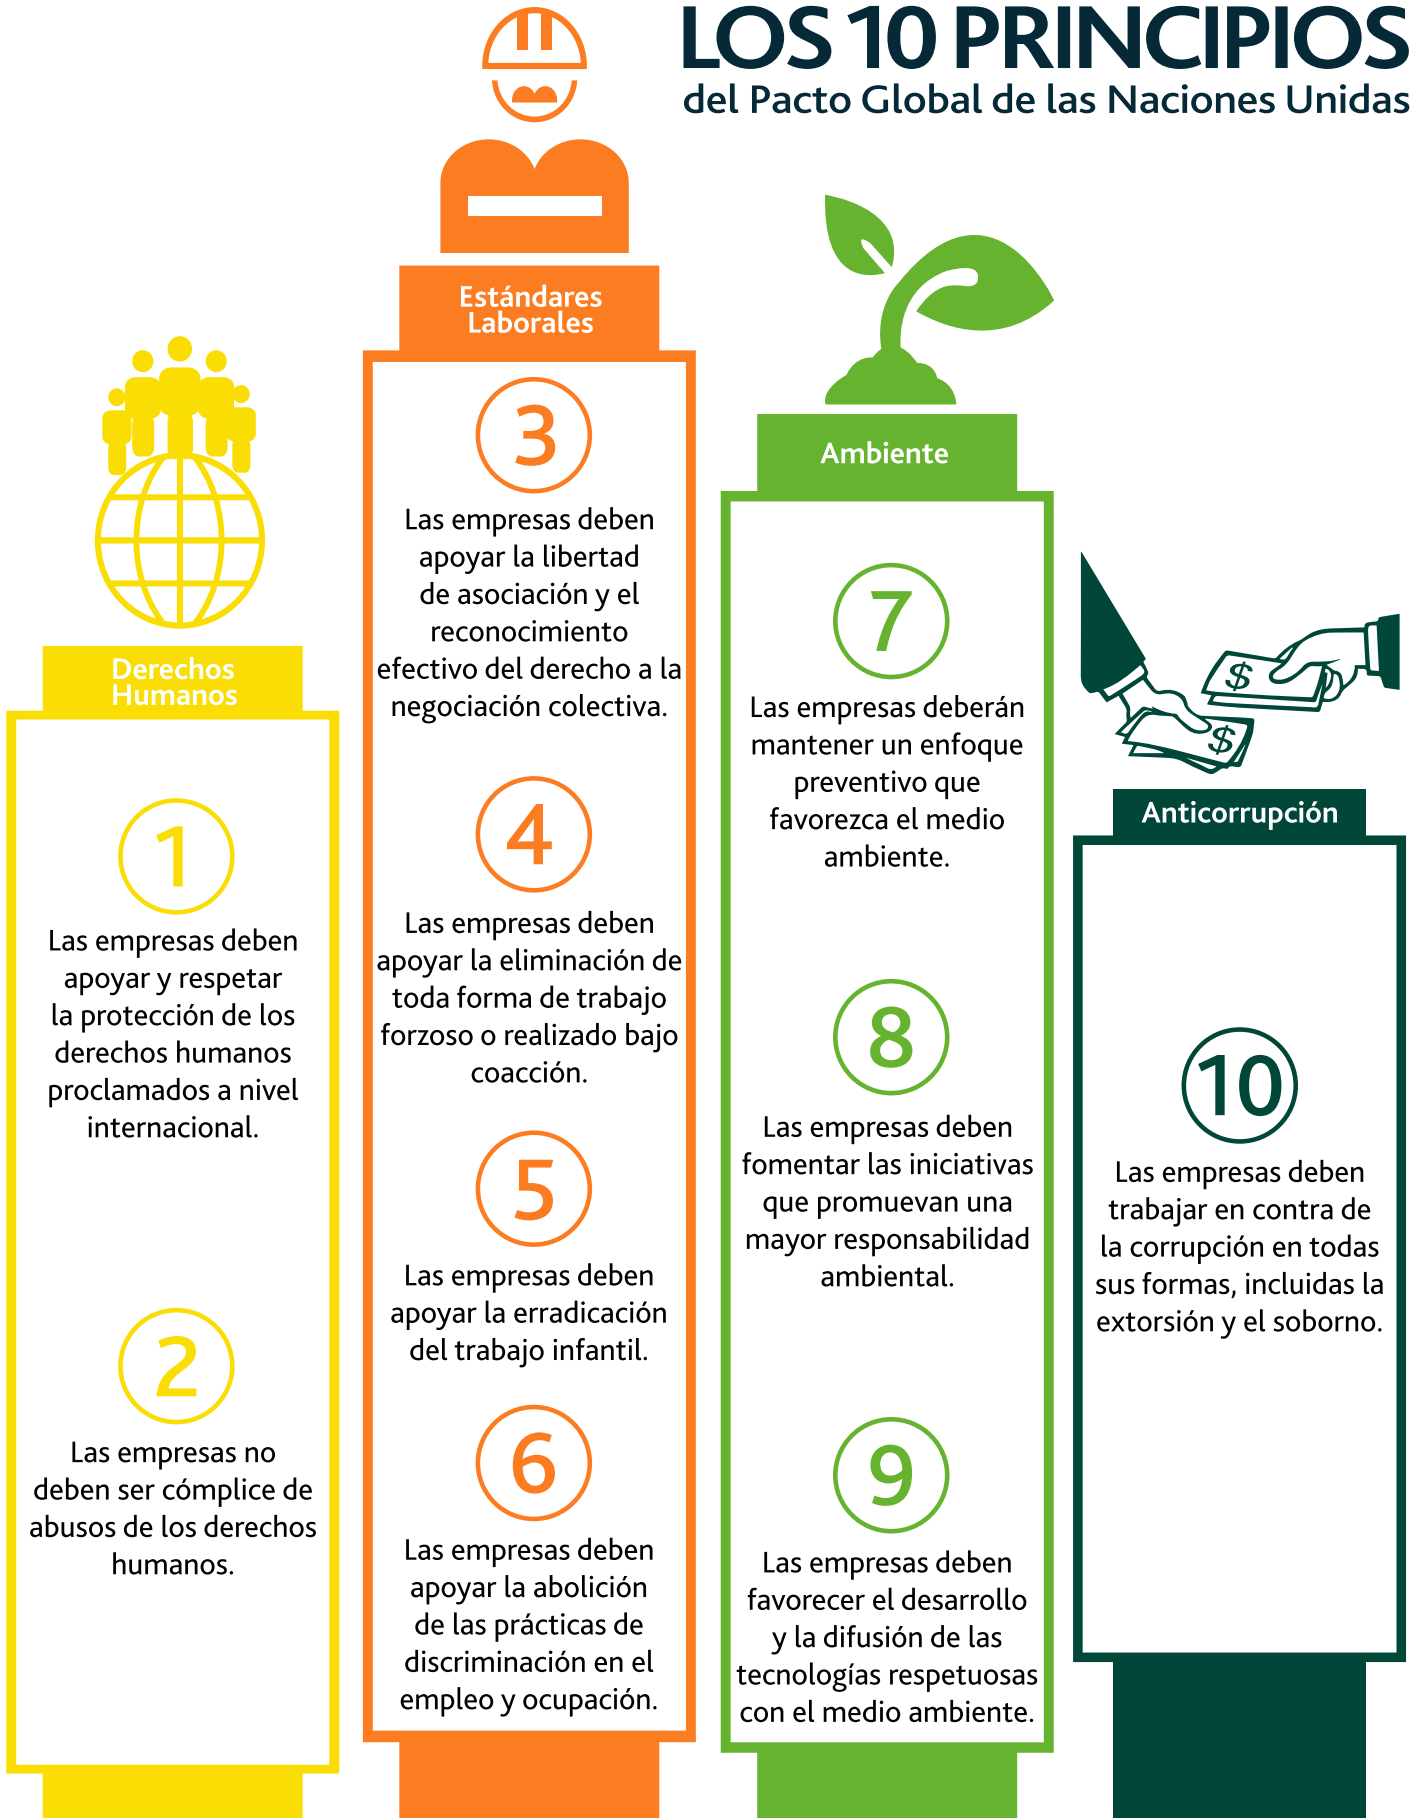 LOS 10 PRINCIPIOS
del Pacto Global de las Naciones Unidas
Derechos
Humanos
1
Las empresas deben
apoyar y respetar
la protección de los
derechos humanos
proclamados a nivel
internacional.
2
Las empresas no
deben ser cómplice de
abusos de los derechos
humanos.
Estándares
Laborales
3
Las empresas deben
apoyar la libertad
de asociación y el
reconocimiento
efectivo del derecho a la
negociación colectiva.
4
Las empresas deben
apoyar la eliminación de
toda forma de trabajo
forzoso o realizado bajo
coacción.
5
Las empresas deben
apoyar la erradicación
del trabajo infantil.
6
Las empresas deben
apoyar la abolición
de las prácticas de
discriminación en el
empleo y ocupación.
Ambiente
7
Las empresas deberán
mantener un enfoque
preventivo que
favorezca el medio
ambiente.
8
Las empresas deben
fomentar las iniciativas
que promuevan una
mayor responsabilidad
ambiental.
9
Las empresas deben
favorecer el desarrollo
y la difusión de las
tecnologías respetuosas
con el medio ambiente.
$
$
Anticorrupción
10
Las empresas deben
trabajar en contra de
la corrupción en todas
sus formas, incluidas la
extorsión y el soborno.